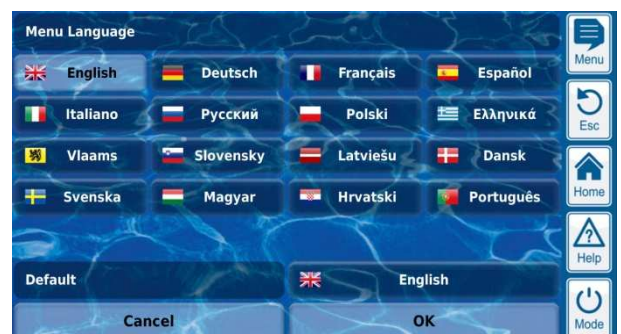 Menu Language
English Deutsch Français Español
Italiano Русский Polski Ελληνικά
Vlaams Slovensky Latviešu Dansk
Svenska Magyar Hrvatski Português
Default English
Cancel OK
Menu
Esc
Home
Help
Mode